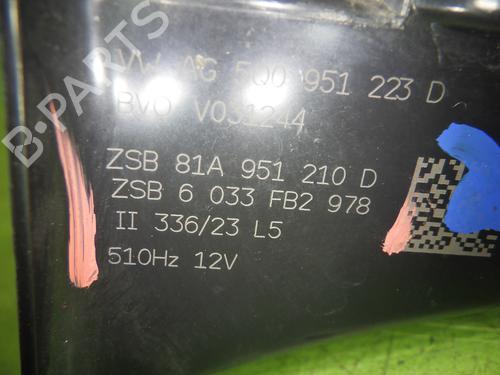 VW AG 5Q0 951 223 D
BVO V031244
ZSB 81A 951 210 D
ZSB 6 033 FB2 978
II 336/23 L5
510Hz 12V
B-PARTS